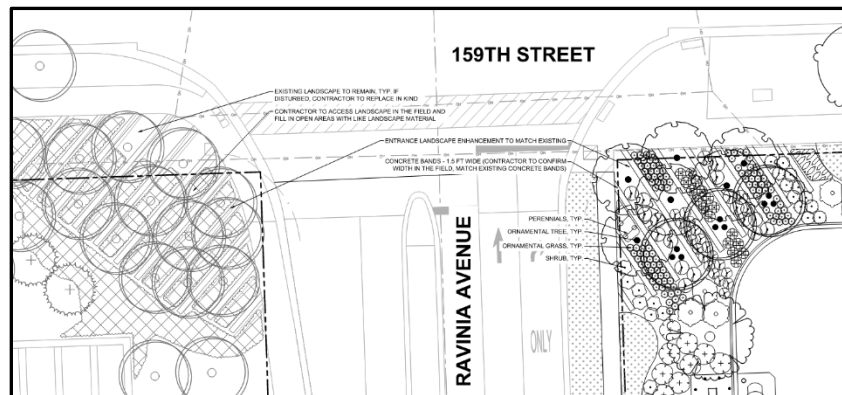 159TH STREET
EXISTING LANDSCAPE TO REMAIN, TYP. IF
DISTURBED, CONTRACTOR TO REPLACE IN KIND
CONTRACTOR TO ACCESS LANDSCAPE IN THE FIELD AND
FILL IN OPEN AREAS WITH LIKE LANDSCAPE MATERIAL
ENTRANCE LANDSCAPE ENHANCEMENT TO MATCH EXISTING
CONCRETE BANDS - 1.5 FT WIDE (CONTRACTOR TO CONFIRM
WIDTH IN THE FIELD, MATCH EXISTING CONCRETE BANDS)
PERENNIALS, TYP.
ORNAMENTAL TREE, TYP.
ORNAMENTAL GRASS, TYP.
SHRUB, TYP.
RAVINIA AVENUE
ONLY